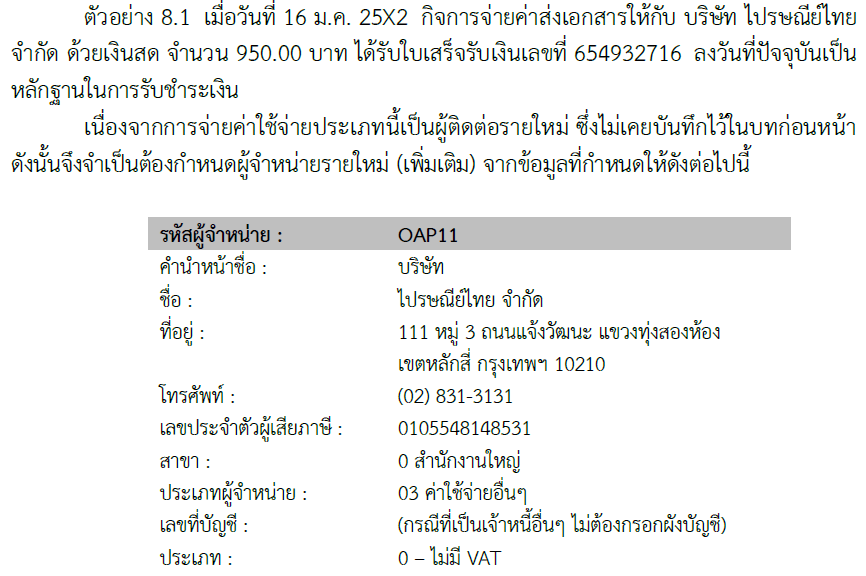 ตัวอย่าง 8.1 เมื่อวันที่ 16 ม.ค. 25X2 กิจการจ่ายค่าส่งเอกสารให้กับ บริษัท ไปรษณีย์ไทย
จำกัด ด้วยเงินสด จำนวน 950.00 บาท ได้รับใบเสร็จรับเงินเลขที่ 654932716 ลงวันที่ปัจจุบันเป็น
หลักฐานในการรับชำระเงิน
เนื่องจากการจ่ายค่าใช้จ่ายประเภทนี้เป็นผู้ติดต่อรายใหม่ ซึ่งไม่เคยบันทึกไว้ในบทก่อนหน้า
ดังนั้นจึงจำเป็นต้องกำหนดผู้จำหน่ายรายใหม่ (เพิ่มเติม) จากข้อมูลที่กำหนดให้ดังต่อไปนี้
รหัสผู้จำหน่าย : OAP11
คำนำหน้าชื่อ : บริษัท
ชื่อ : ไปรษณีย์ไทย จำกัด
ที่อยู่ : 111 หมู่ 3 ถนนแจ้งวัฒนะ แขวงทุ่งสองห้อง
เขตหลักสี่ กรุงเทพฯ 10210
โทรศัพท์ : (02) 831-3131
เลขประจำตัวผู้เสียภาษี : 0105548148531
สาขา : 0 สำนักงานใหญ่
ประเภทผู้จำหน่าย : 03 ค่าใช้จ่ายอื่นๆ
เลขที่บัญชี : (กรณีที่เป็นเจ้าหนี้อื่นๆ ไม่ต้องกรอกผังบัญชี)
ประเภท : 0 – ไม่มี VAT